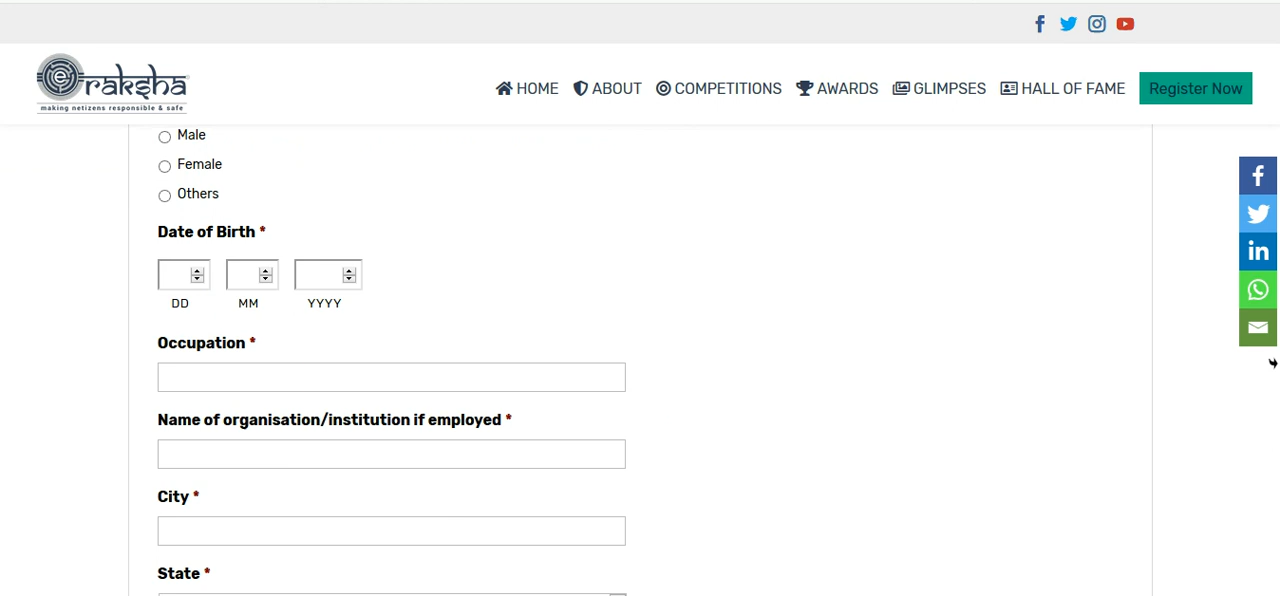 eraksha
making netizens responsible & safe
HOME ABOUT COMPETITIONS AWARDS GLIMPSES HALL OF FAME Register Now
Male
Female
Others
Date of Birth *
DD MM YYYY
Occupation *
Name of organisation/institution if employed *
City *
State *